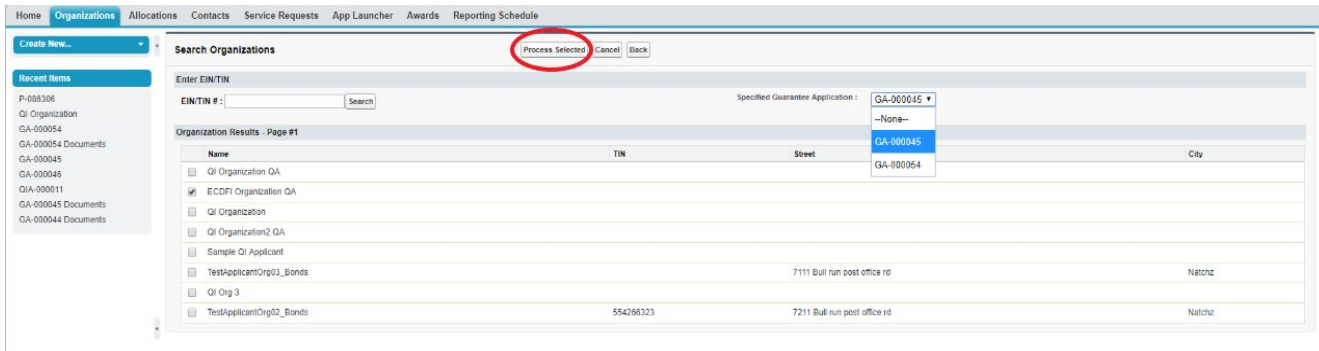 Home Organizations Allocations Contacts Service Requests App Launcher Awards Reporting Schedule
Create New...
Search Organizations Process Selected Cancel Back
Recent Items
Enter EIN/TIN
P-086306
QI Organization
GA-000054
GA-000054 Documents
GA-000045
GA-000046
QIA-000011
GA-000045 Documents
GA-000044 Documents
EIN/TIN # : Search Specified Guarantee Application : GA-000045
--None--
GA-000045
GA-000054
Organization Results - Page #1
Name TIN Street City
QI Organization QA
ECDFI Organization QA
QI Organization
QI Organization2 QA
Sample QI Applicant
TestApplicantOrg03_Bonds 7111 Bull run post office rd Natchz
QI Org 3
TestApplicantOrg02_Bonds 554266323 7211 Bull run post office rd Natchz